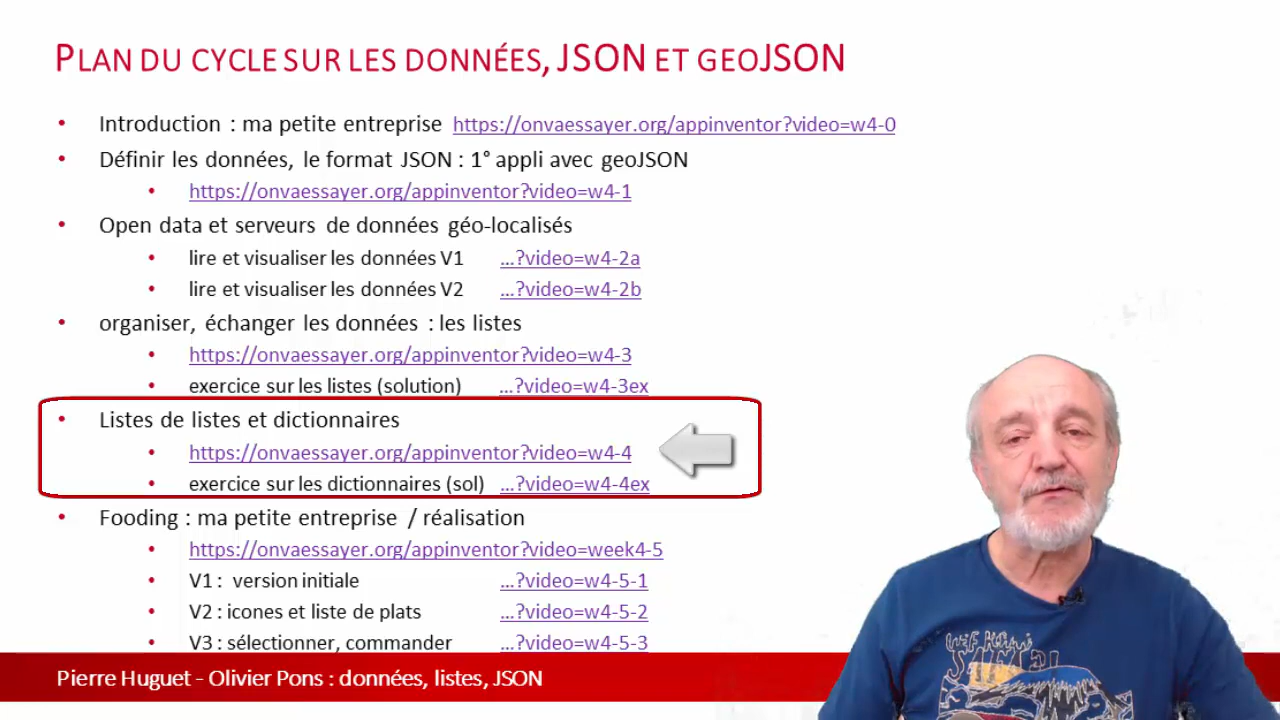 PLAN DU CYCLE SUR LES DONNÉES, JSON ET GEOJSON
• Introduction : ma petite entreprise https://onvaessayer.org/appinventor?video=w4-0
• Définir les données, le format JSON : 1° appli avec geoJSON
• https://onvaessayer.org/appinventor?video=w4-1
• Open data et serveurs de données géo-localisés
• lire et visualiser les données V1 ...?video=w4-2a
• lire et visualiser les données V2 ...?video=w4-2b
• organiser, échanger les données : les listes
• https://onvaessayer.org/appinventor?video=w4-3
• exercice sur les listes (solution) ...?video=w4-3ex
• Listes de listes et dictionnaires
• https://onvaessayer.org/appinventor?video=w4-4
• exercice sur les dictionnaires (sol) ...?video=w4-4ex
• Fooding : ma petite entreprise / réalisation
• https://onvaessayer.org/appinventor?video=week4-5
• V1 : version initiale ...?video=w4-5-1
• V2 : icones et liste de plats ...?video=w4-5-2
• V3 : sélectionner, commander ...?video=w4-5-3
Pierre Huguet - Olivier Pons : données, listes, JSON